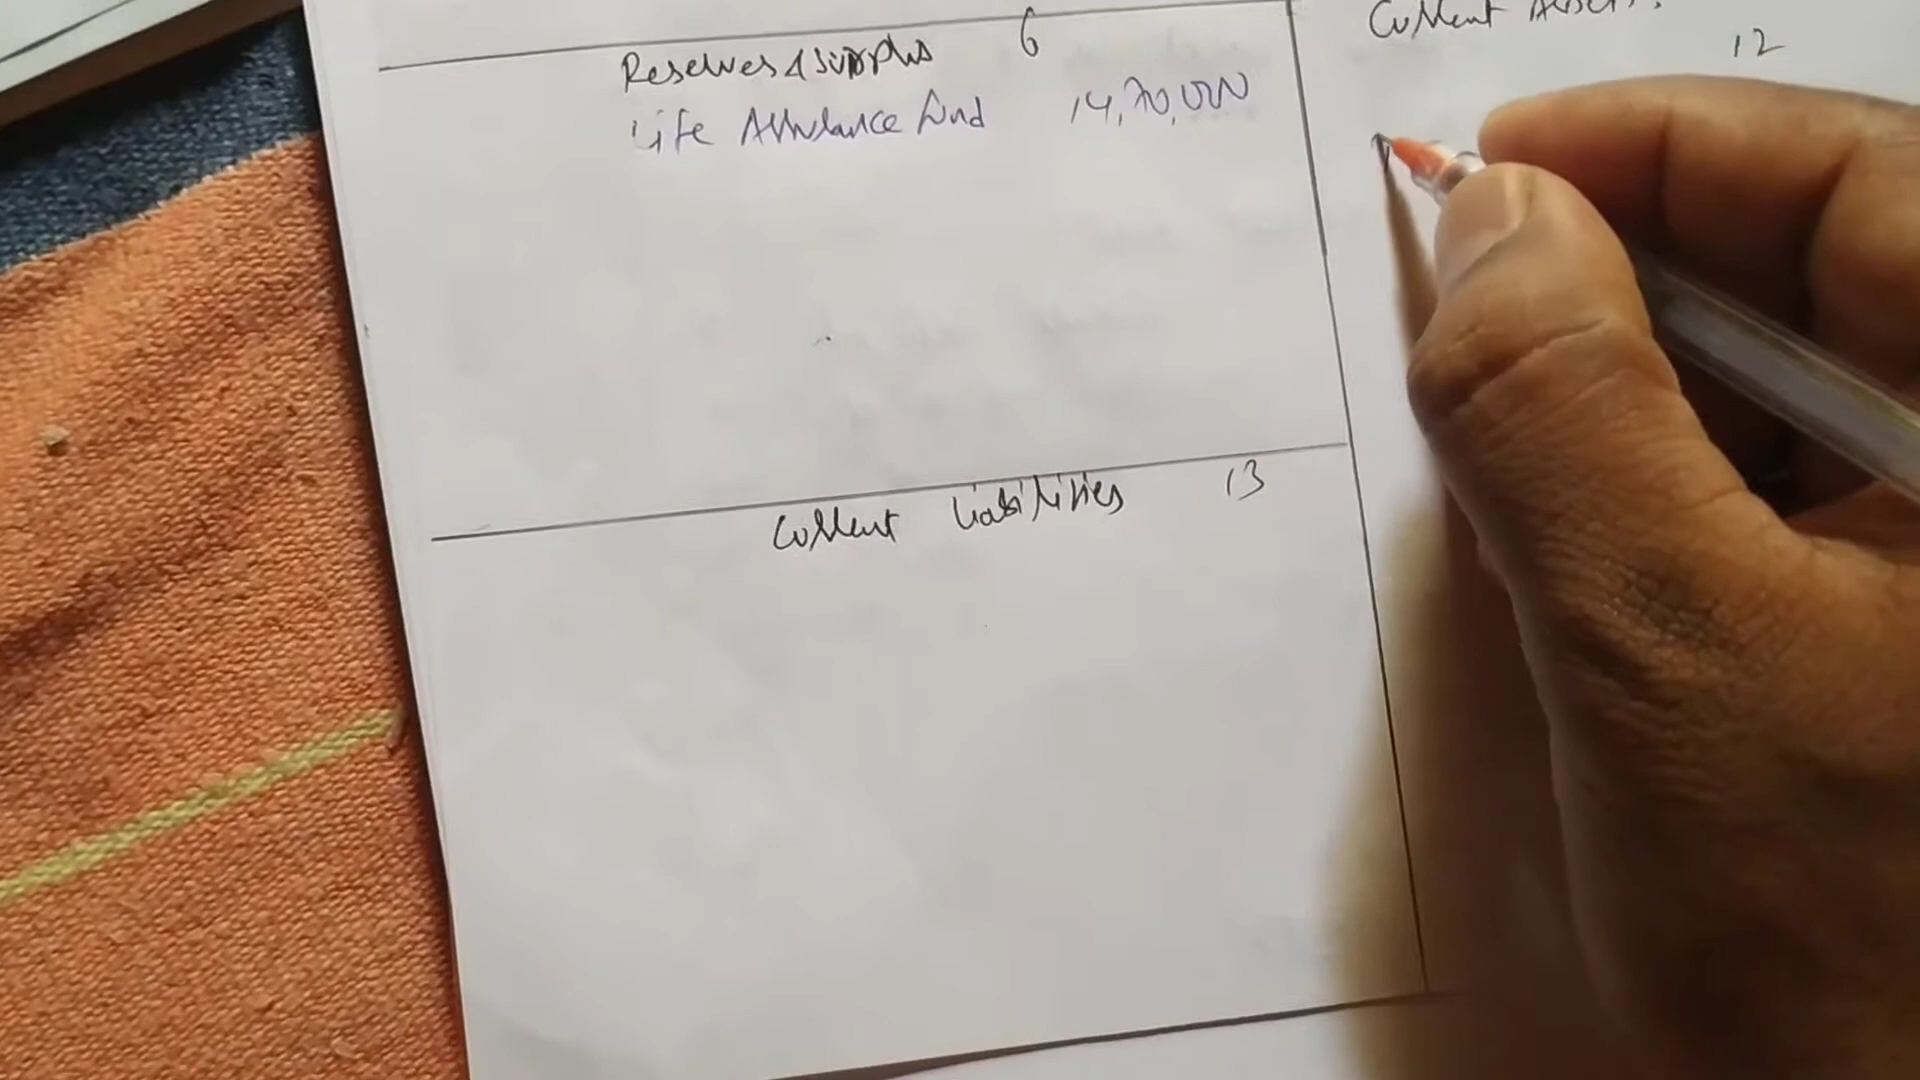 Reserves & surplus 6
Life Assurance fund 14,70,000
Current Liabilities 13
Current Assets:
12